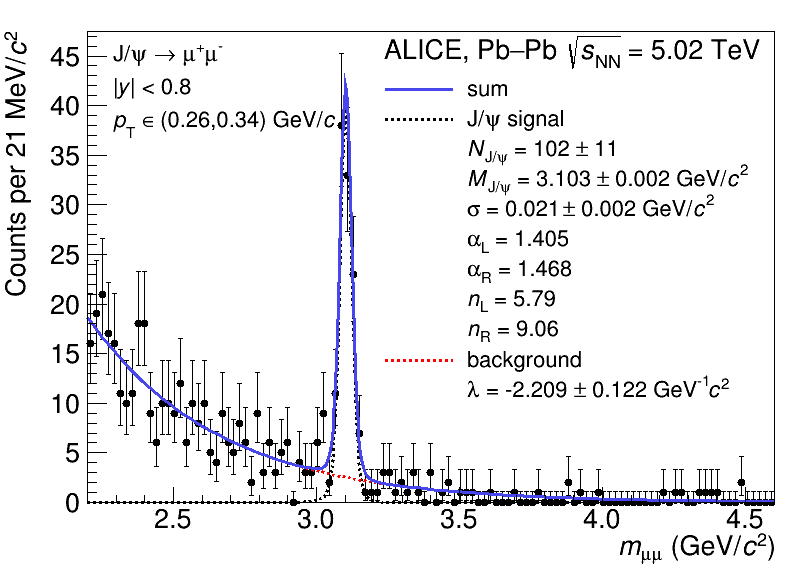 J/ψ → μ⁺μ⁻
|y| < 0.8
p_T ∈ (0.26,0.34) GeV/c
ALICE, Pb–Pb √s_NN = 5.02 TeV
sum
J/ψ signal
N_J/ψ = 102 ± 11
M_J/ψ = 3.103 ± 0.002 GeV/c²
σ = 0.021 ± 0.002 GeV/c²
α_L = 1.405
α_R = 1.468
n_L = 5.79
n_R = 9.06
background
λ = -2.209 ± 0.122 GeV⁻¹c²
Counts per 21 MeV/c²
45
40
35
30
25
20
15
10
5
0
2.5 3.0 3.5 4.0 4.5
m_μμ (GeV/c²)